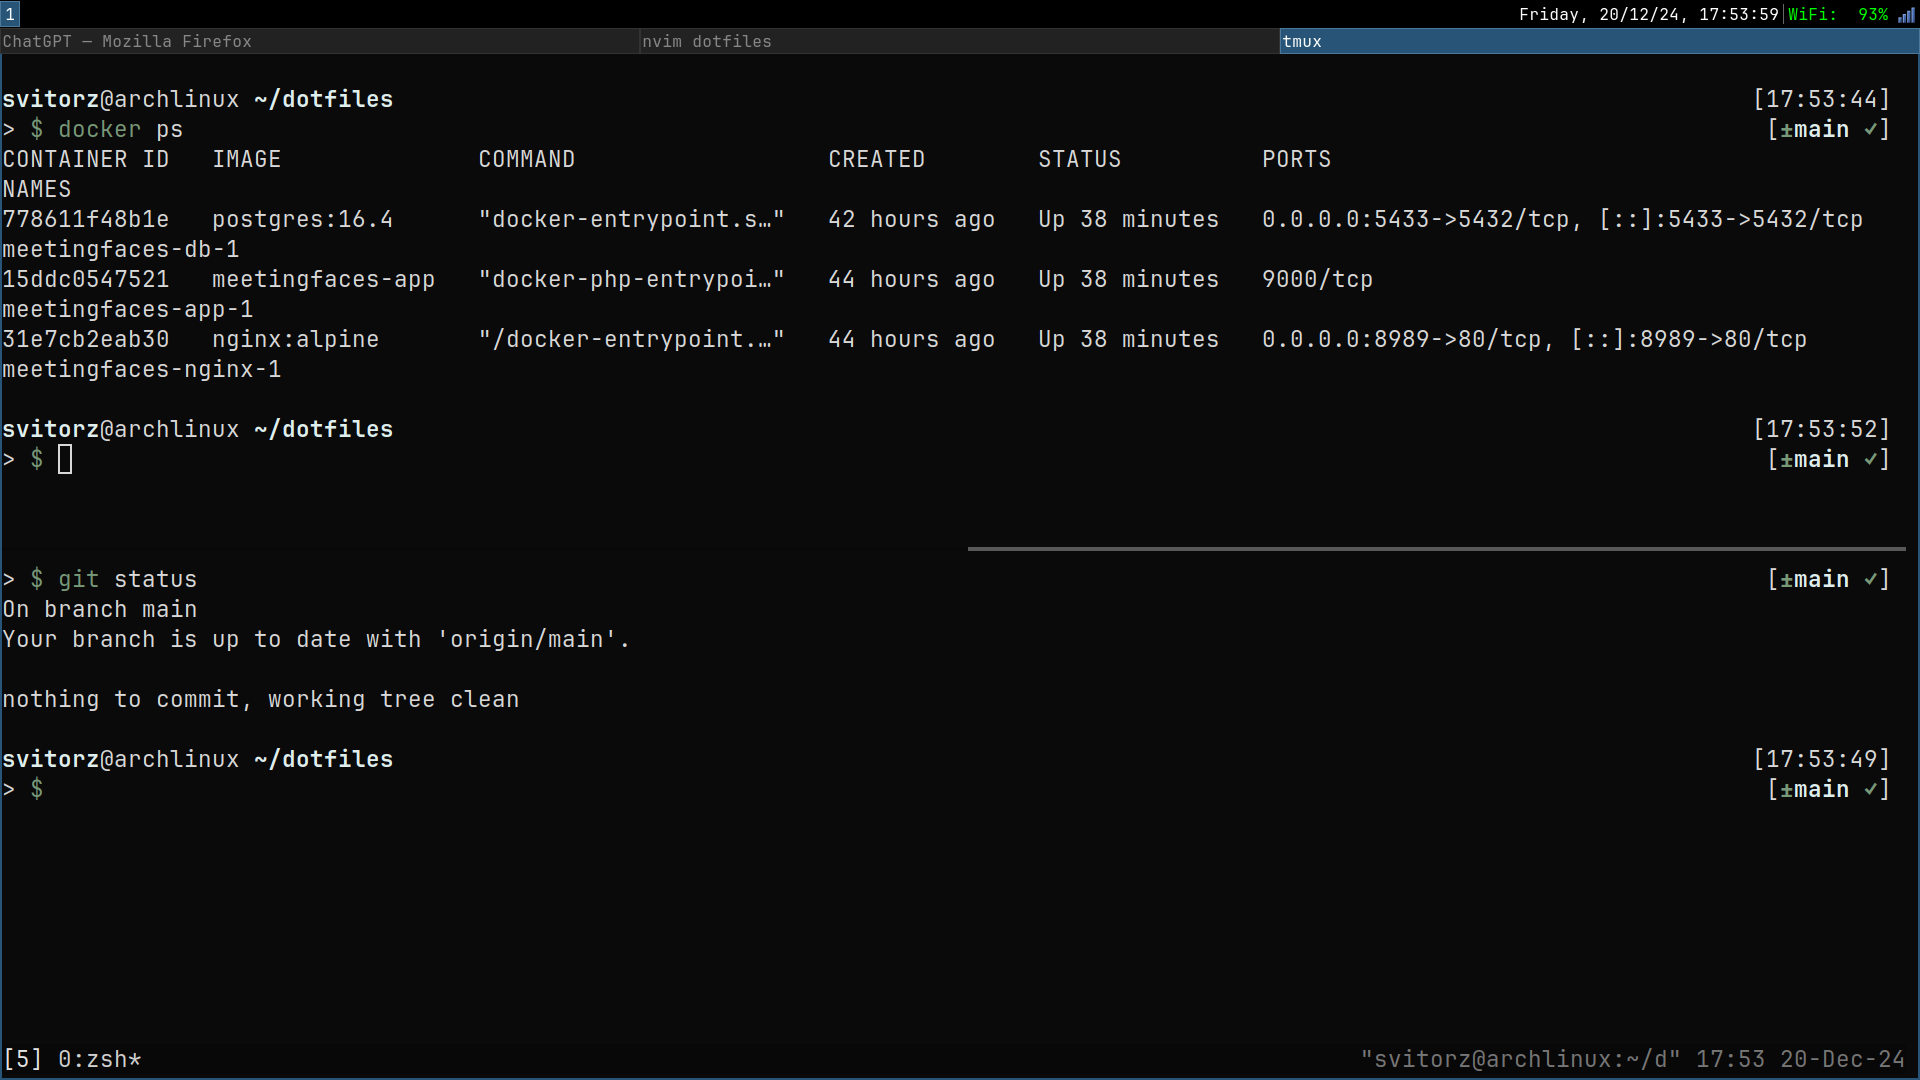 1 Friday, 20/12/24, 17:53:59 WiFi: 93%
ChatGPT — Mozilla Firefox nvim dotfiles tmux
svitorz@archlinux ~/dotfiles [17:53:44]
> $ docker ps [±main ✓]
CONTAINER ID IMAGE COMMAND CREATED STATUS PORTS
NAMES
778611f48b1e postgres:16.4 "docker-entrypoint.s…" 42 hours ago Up 38 minutes 0.0.0.0:5433->5432/tcp, [::]:5433->5432/tcp
meetingfaces-db-1
15ddc0547521 meetingfaces-app "docker-php-entrypoi…" 44 hours ago Up 38 minutes 9000/tcp
meetingfaces-app-1
31e7cb2eab30 nginx:alpine "/docker-entrypoint.…" 44 hours ago Up 38 minutes 0.0.0.0:8989->80/tcp, [::]:8989->80/tcp
meetingfaces-nginx-1
svitorz@archlinux ~/dotfiles [17:53:52]
> $ [±main ✓]
> $ git status [±main ✓]
On branch main
Your branch is up to date with 'origin/main'.
nothing to commit, working tree clean
svitorz@archlinux ~/dotfiles [17:53:49]
> $ [±main ✓]
[5] 0:zsh* "svitorz@archlinux:~/d" 17:53 20-Dec-24